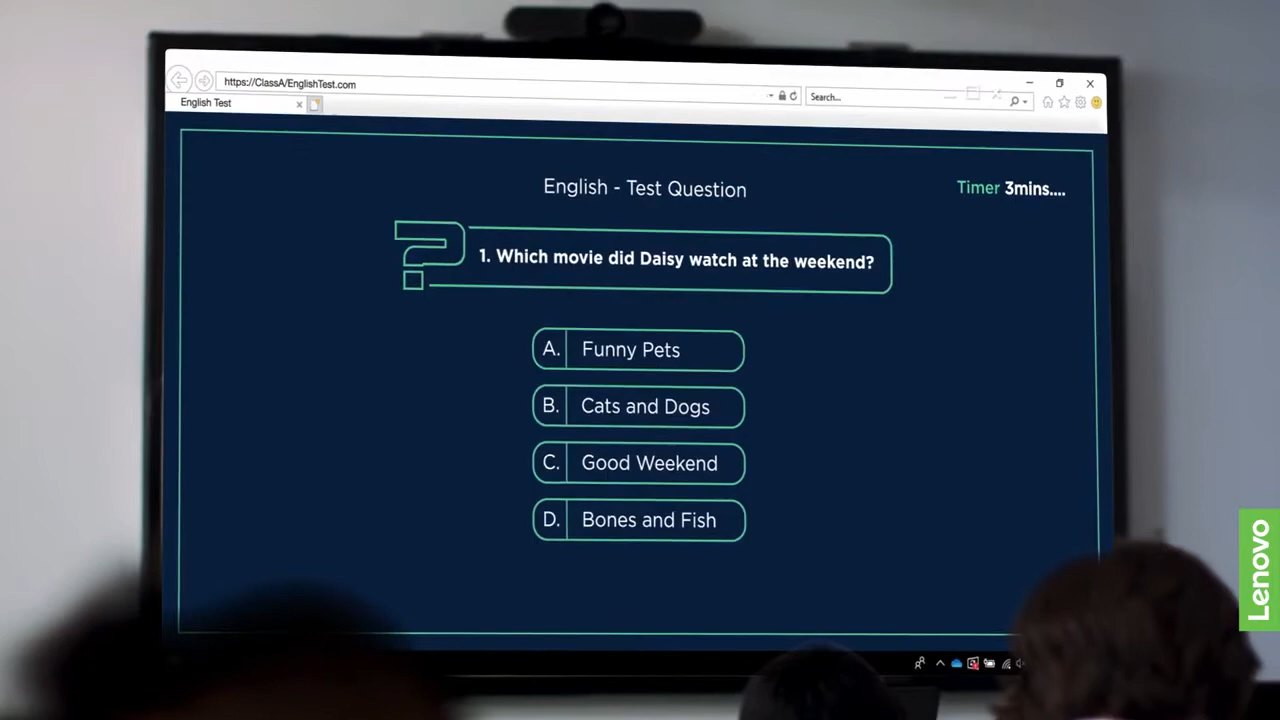 https://ClassA/EnglishTest.com
Search...
English Test
English - Test Question
Timer 3mins....
1. Which movie did Daisy watch at the weekend?
A. Funny Pets
B. Cats and Dogs
C. Good Weekend
D. Bones and Fish
Lenovo